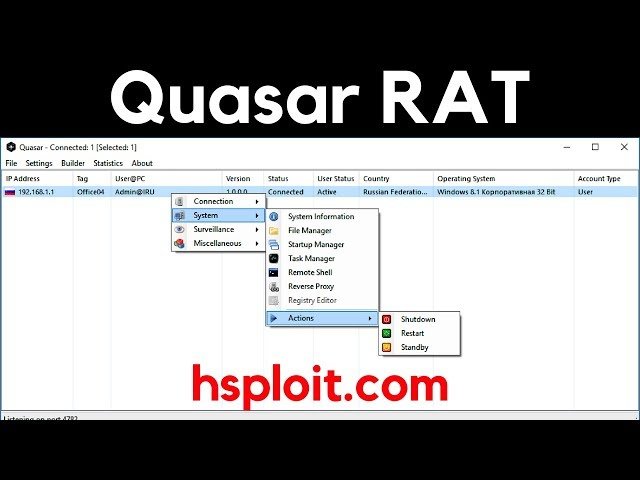 Quasar RAT
Quasar - Connected: 1 [Selected: 1]
File Settings Builder Statistics About
IP Address Tag User@PC Version Status User Status Country Operating System Account Type
192.168.1.1 Office04 Admin@IRU 1.0.0.0 Connected Active Russian Federatio... Windows 8.1 Корпоративная 32 Bit User
Connection
System
Surveillance
Miscellaneous
System Information
File Manager
Startup Manager
Task Manager
Remote Shell
Reverse Proxy
Registry Editor
Actions
Shutdown
Restart
Standby
hsploit.com
Listening on port 4782